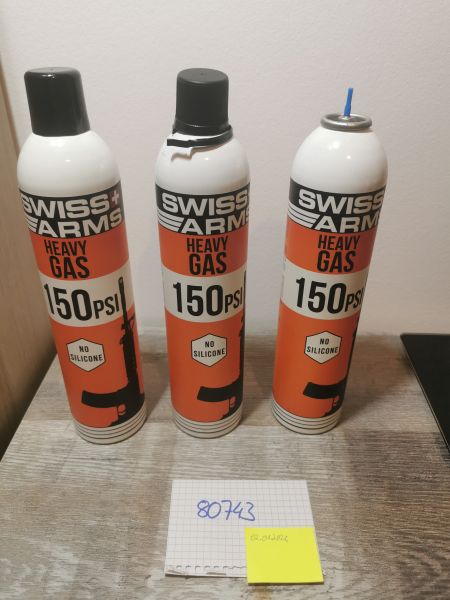 SWISS+
ARMS
HEAVY
GAS
150PSI
NO
SILICONE
SWISS
ARMS
HEAVY
GAS
150PSI
NO
SILICONE
SWISS
ARMS
HEAVY
GAS
150PSI
NO
SILICONE
80743